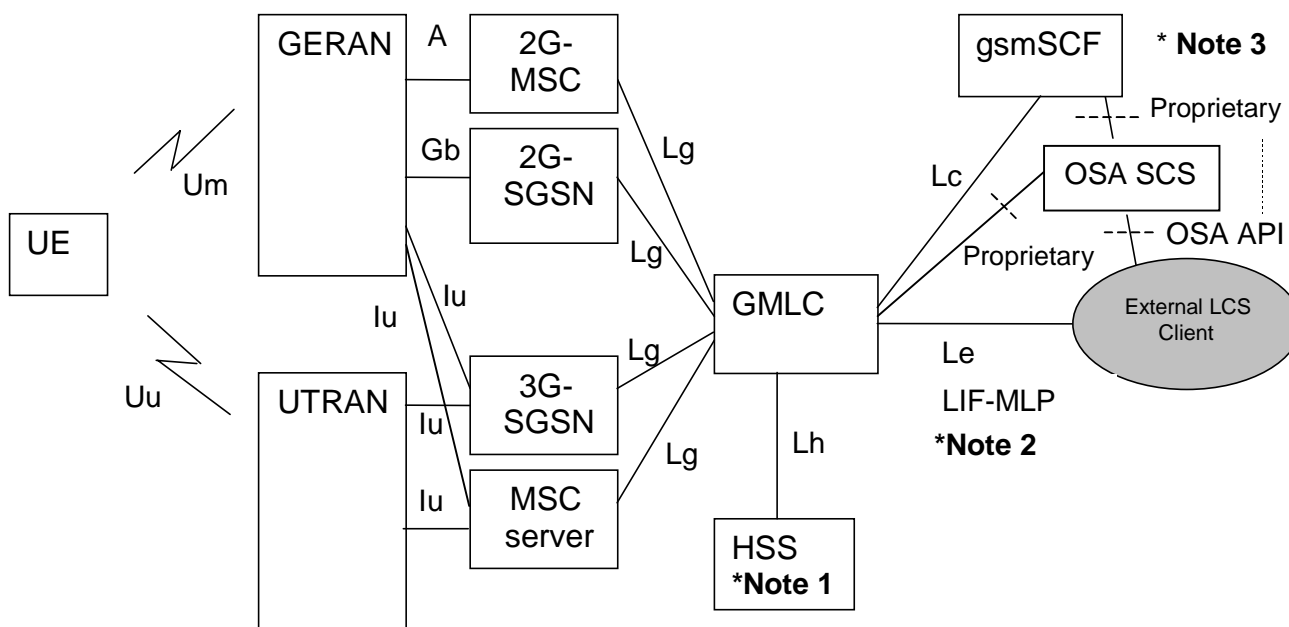 GERAN
A
2G-
MSC
gsmSCF
* Note 3
Proprietary
Gb
2G-
SGSN
Lg
Um
Lc
OSA SCS
UE
Lg
Proprietary
OSA API
Iu
Iu
GMLC
External LCS
Client
Lg
Le
Uu
UTRAN
3G-
SGSN
LIF-MLP
Iu
*Note 2
Lg
Lh
Iu
MSC
server
HSS
*Note 1